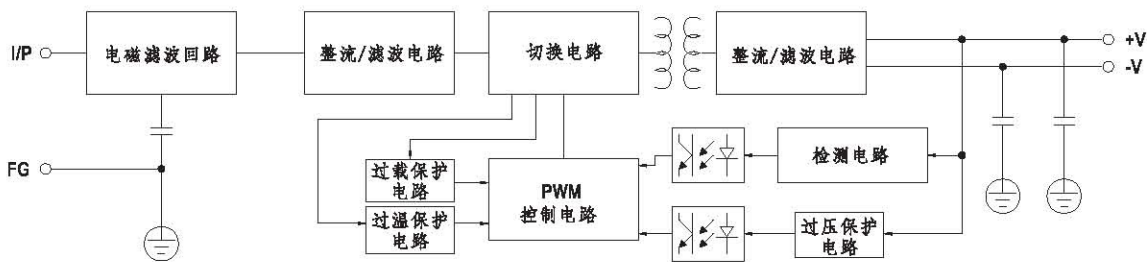 I/P
电磁滤波回路
整流/滤波电路
切换电路
整流/滤波电路
+V
-V
FG
过载保护
电路
过温保护
电路
PWM
控制电路
检测电路
过压保护
电路